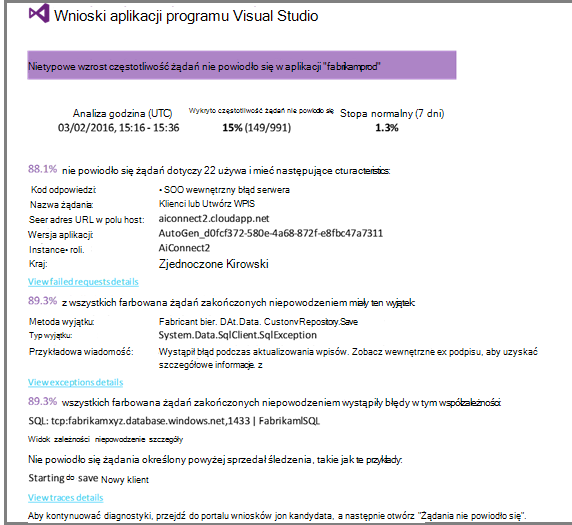 Wnioski aplikacji programu Visual Studio
Nietypowe wzrost częstotliwość żądań nie powiodło się w aplikacji "fabrikamprod"
Analiza godzina (UTC) Wykryto częstotliwość żądań nie powiodło się Stopa normalny (7 dni)
03/02/2016, 15:16 - 15:36 15% (149/991) 1.3%
88.1% nie powiodło się żądań dotyczy 22 używa i mieć następujące cturacteristics:
Kod odpowiedzi: • SOO wewnętrzny błąd serwera
Nazwa żądania: Klienci lub Utwórz WPIS
Seer adres URL w polu host: aiconnect2.cloudapp.net
Wersja aplikacji: AutoGen_d0fcf372-580e-4a68-872f-e8fbc47a7311
Instance• roli. AiConnect2
Kraj: Zjednoczone Kirowski
View failed requests details
89.3% z wszystkich farbowana żądań zakończonych niepowodzeniem miały ten wyjątek:
Metoda wyjątku: Fabricant bier. DAt.Data. CustonvRepository.Save
Typ wyjątku: System.Data.SqlClient.SqlException
Przykładowa wiadomość: Wystąpił błąd podczas aktualizowania wpisów. Zobacz wewnętrzne ex podpisu, aby uzyskać
szczegółowe informacje. z
View exceptions details
89.3% wszystkich farbowana żądań zakończonych niepowodzeniem wystąpiły błędy w tym współzależności:
SQL: tcp:fabrikamxyz.database.windows.net,1433 | FabrikamlSQL
Widok zależności niepowodzenie szczegóły
Nie powiodło się żądania określony powyżej sprzedał śledzenia, takie jak te przykłady:
Starting do save Nowy klient
View traces details
Aby kontynuować diagnostyki, przejdź do portalu wniosków jon kandydata, a następnie otwórz "Żądania nie powiodło się".